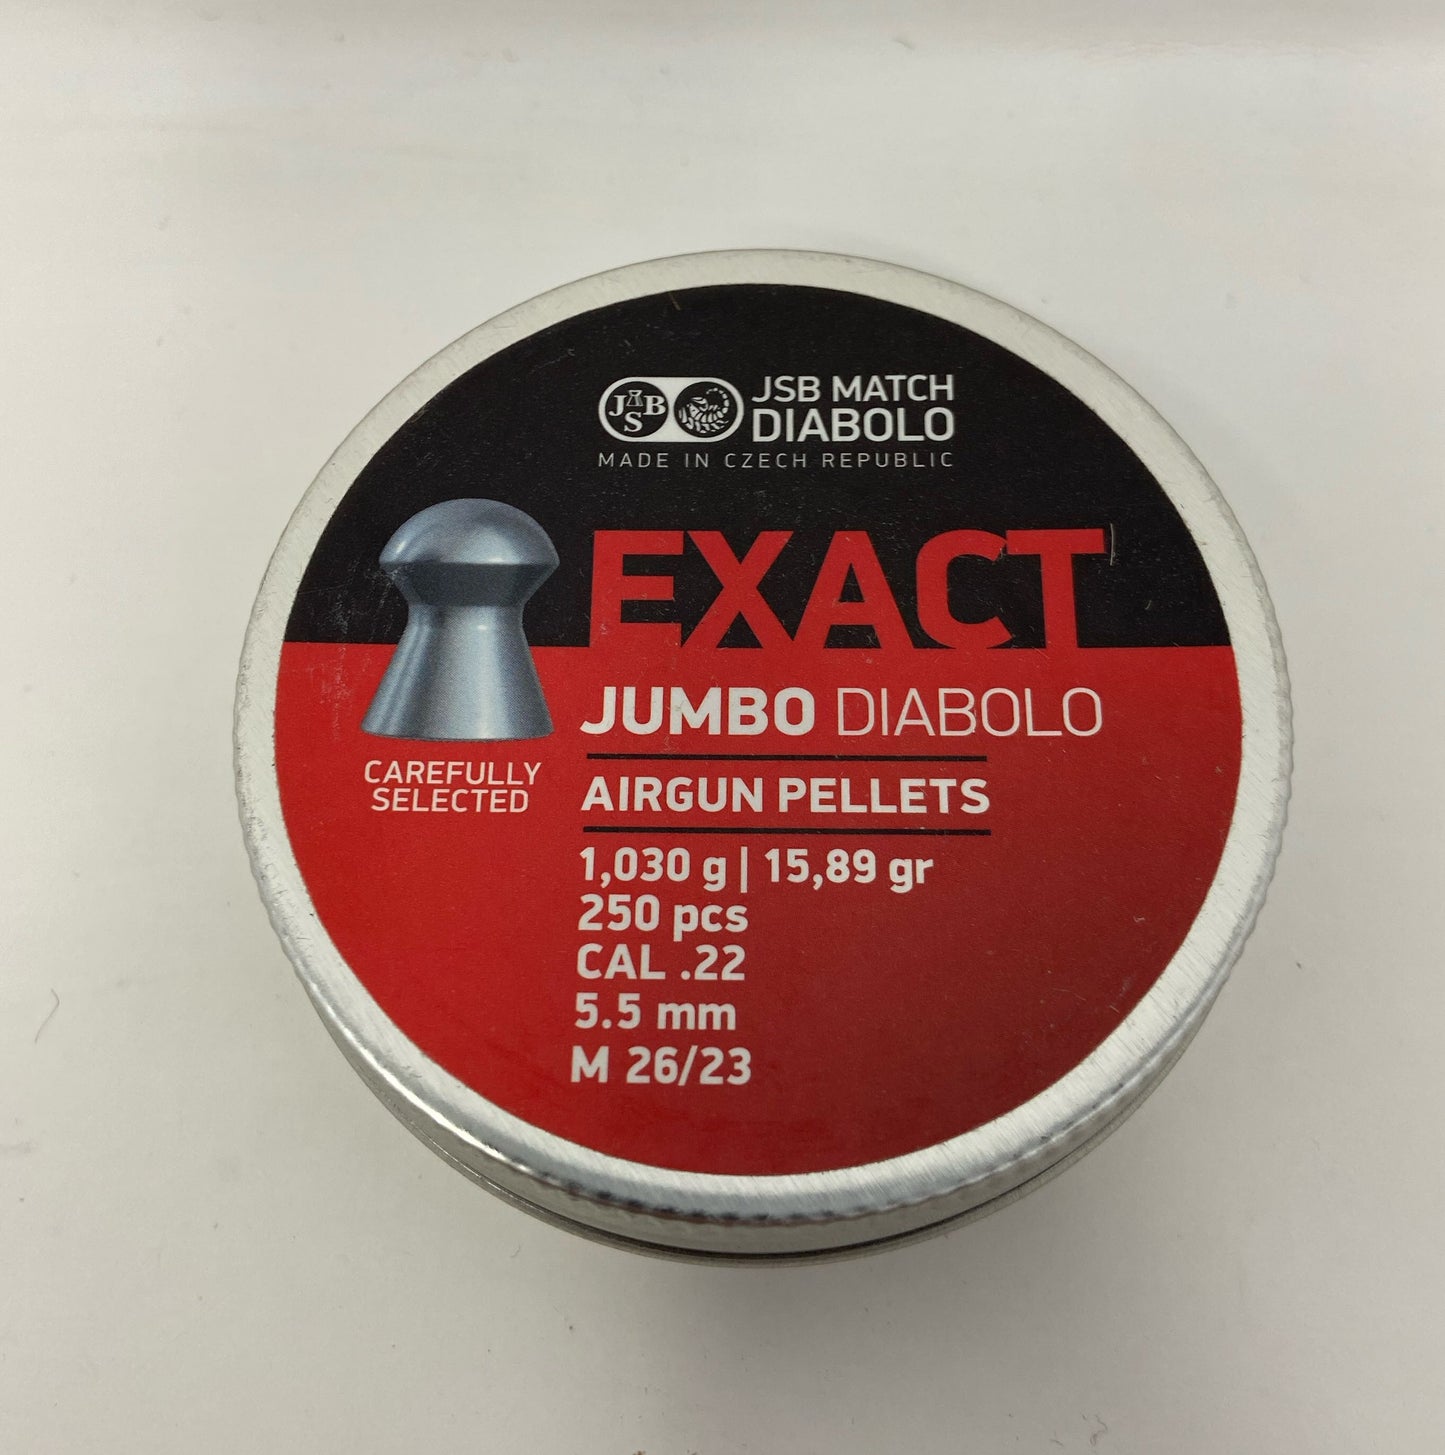 JSB
JSB MATCH
DIABOLO
MADE IN CZECH REPUBLIC
EXACT
JUMBO DIABOLO
CAREFULLY
SELECTED
AIRGUN PELLETS
1,030 g | 15,89 gr
250 pcs
CAL .22
5.5 mm
M 26/23